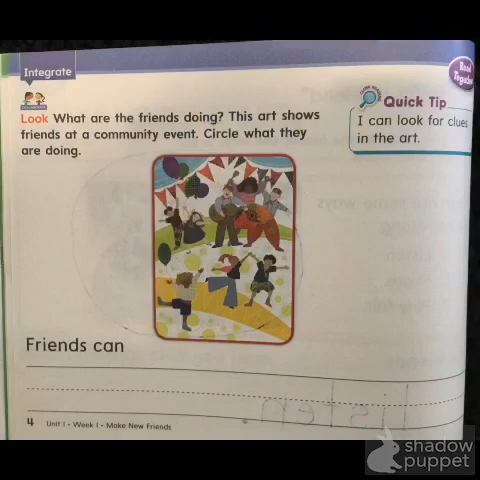 Integrate
Read Together
COLLABORATE
Look What are the friends doing? This art shows
friends at a community event. Circle what they
are doing.
Quick Tip
I can look for clues
in the art.
Friends can
listen.
4 Unit 1 • Week 1 • Make New Friends
shadow
puppet